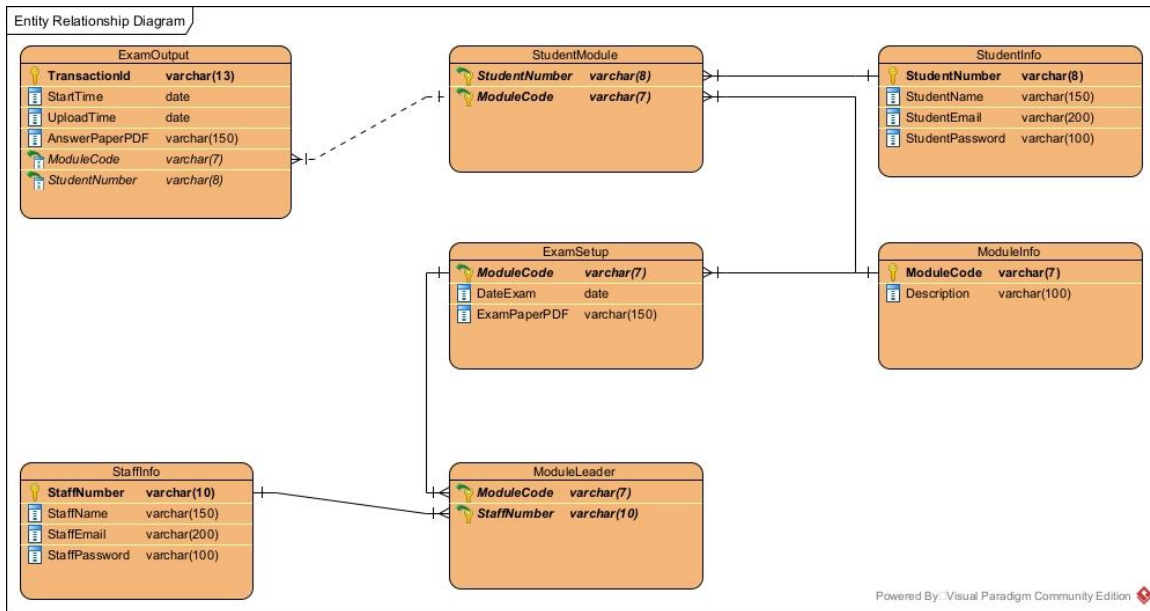 Entity Relationship Diagram
ExamOutput
TransactionId varchar(13)
StartTime date
UploadTime date
AnswerPaperPDF varchar(150)
ModuleCode varchar(7)
StudentNumber varchar(8)
StudentModule
StudentNumber varchar(8)
ModuleCode varchar(7)
StudentInfo
StudentNumber varchar(8)
StudentName varchar(150)
StudentEmail varchar(200)
StudentPassword varchar(100)
ExamSetup
ModuleCode varchar(7)
DateExam date
ExamPaperPDF varchar(150)
ModuleInfo
ModuleCode varchar(7)
Description varchar(100)
StaffInfo
StaffNumber varchar(10)
StaffName varchar(150)
StaffEmail varchar(200)
StaffPassword varchar(100)
ModuleLeader
ModuleCode varchar(7)
StaffNumber varchar(10)
Powered By Visual Paradigm Community Edition